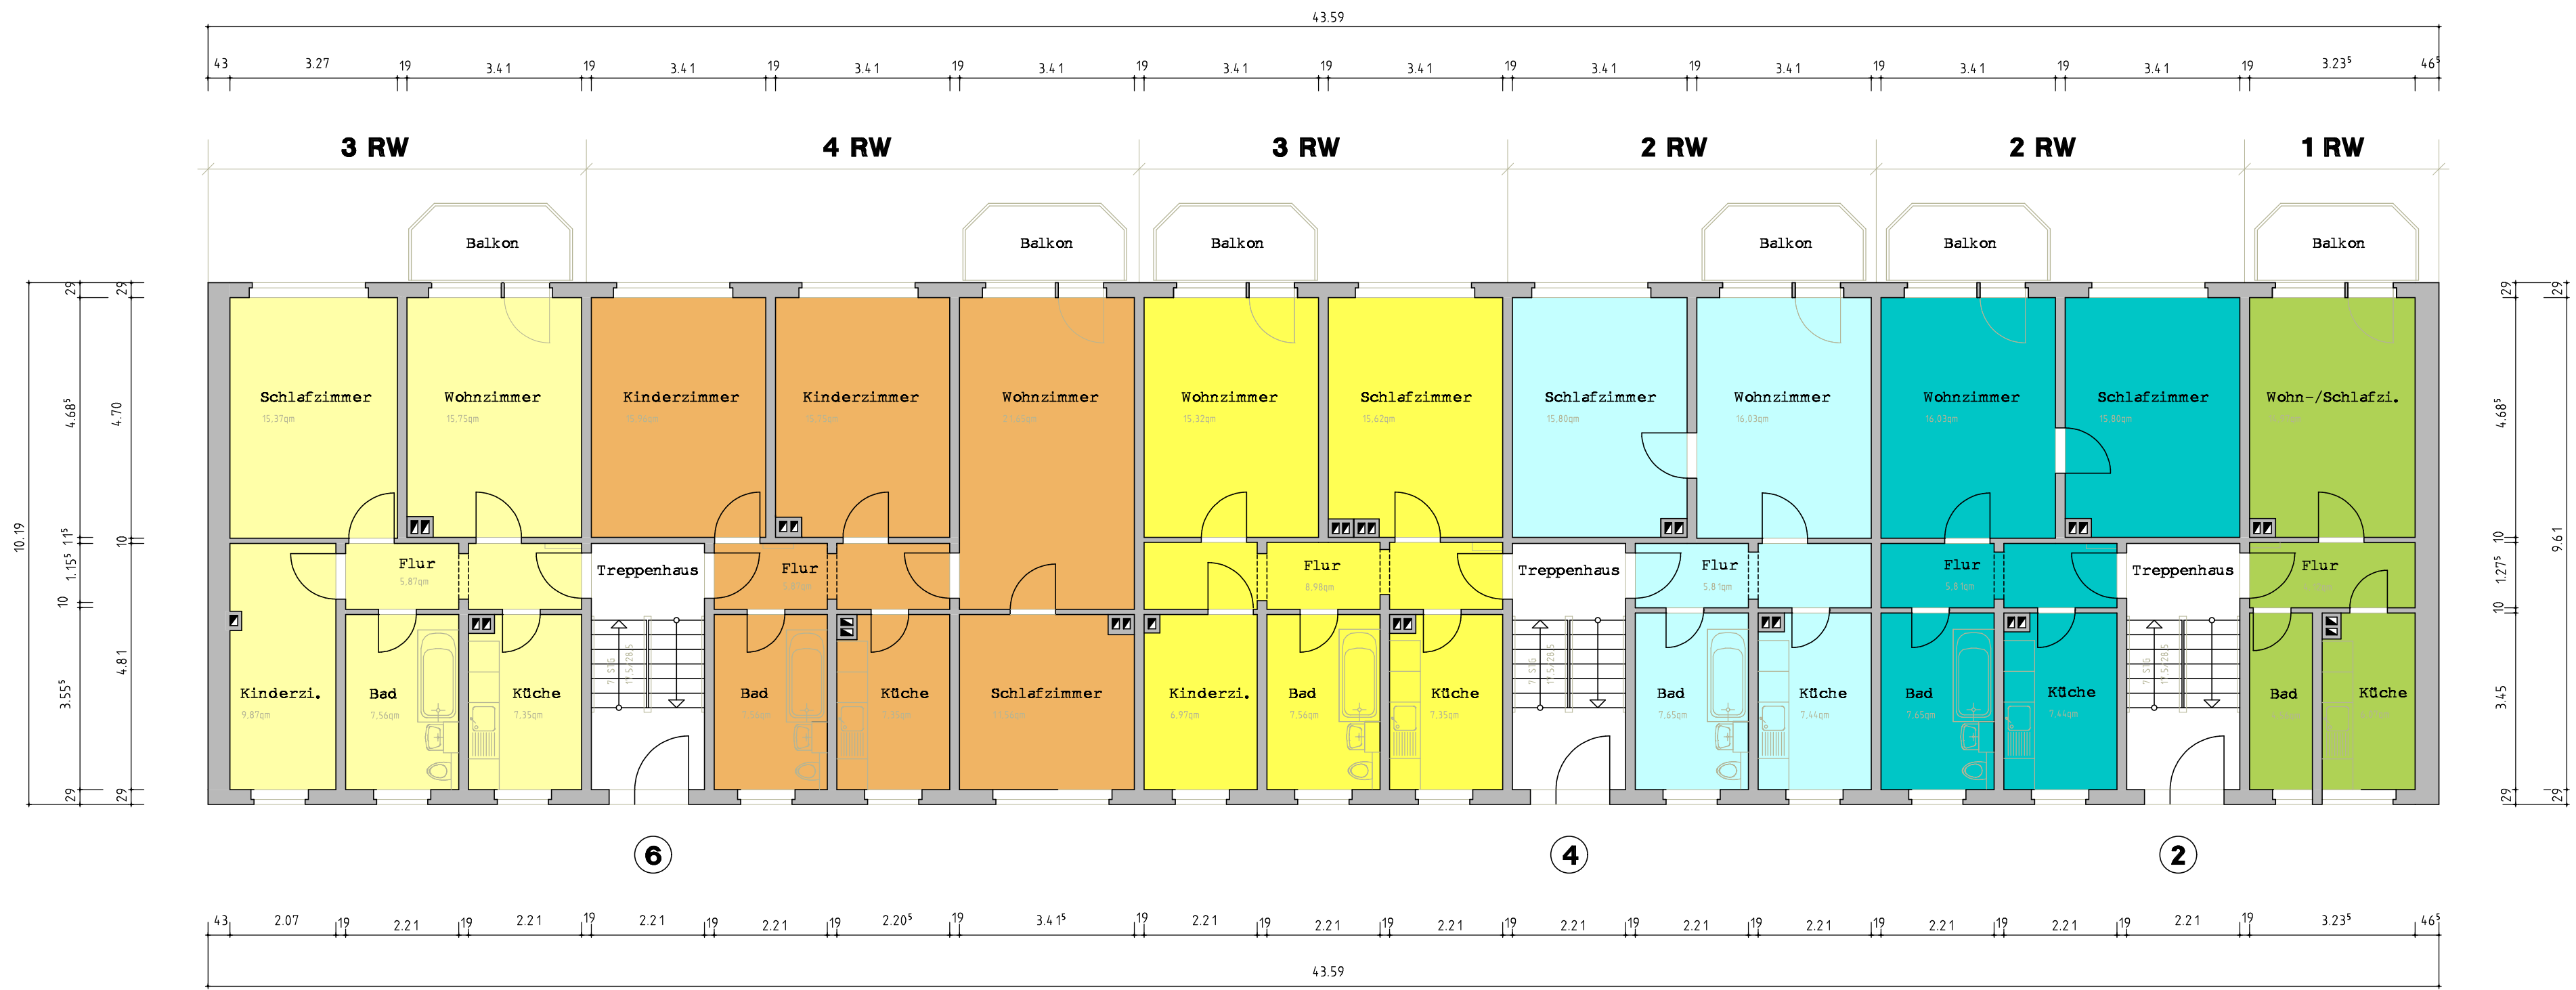 43.59
43 3.27 19 3.41 19 3.41 19 3.41 19 3.41 19 3.41 19 3.41 19 3.41 19 3.41 19 3.41 19 3.41 19 3.23⁵ 46⁵
3 RW 4 RW 3 RW 2 RW 2 RW 1 RW
Balkon Balkon Balkon Balkon Balkon Balkon
29 29 29 29
4.68⁵ 4.70 4.68⁵
Schlafzimmer Wohnzimmer Kinderzimmer Kinderzimmer Wohnzimmer Wohnzimmer Schlafzimmer Schlafzimmer Wohnzimmer Wohnzimmer Schlafzimmer Wohn-/Schlafzi.
15,37qm 15,75qm 15,32qm 15,62qm 15,80qm 16,03qm 16,03qm 15,80qm
10.19 11⁵ 10 10 9.61
1.15⁵ 1.27⁵
Flur Treppenhaus Flur Flur Treppenhaus Flur Flur Treppenhaus Flur
5.87qm 8,98qm 5,81qm 5,81qm
10 10
3.55⁵ 4.81 3.45
Kinderzi. Bad Küche Bad Küche Schlafzimmer Kinderzi. Bad Küche Bad Küche Bad Küche Bad Küche
9,87qm 7,56qm 7,35qm 7,35qm 6,97qm 7,56qm 7,35qm 7,65qm 7,44qm 7,65qm 7,44qm
29 29 29 29
6 4 2
43 2.07 19 2.21 19 2.21 19 2.21 19 2.21 19 2.20⁵ 19 3.41⁵ 19 2.21 19 2.21 19 2.21 19 2.21 19 2.21 19 2.21 19 2.21 19 2.21 19 2.21 19 3.23⁵ 46⁵
43.59